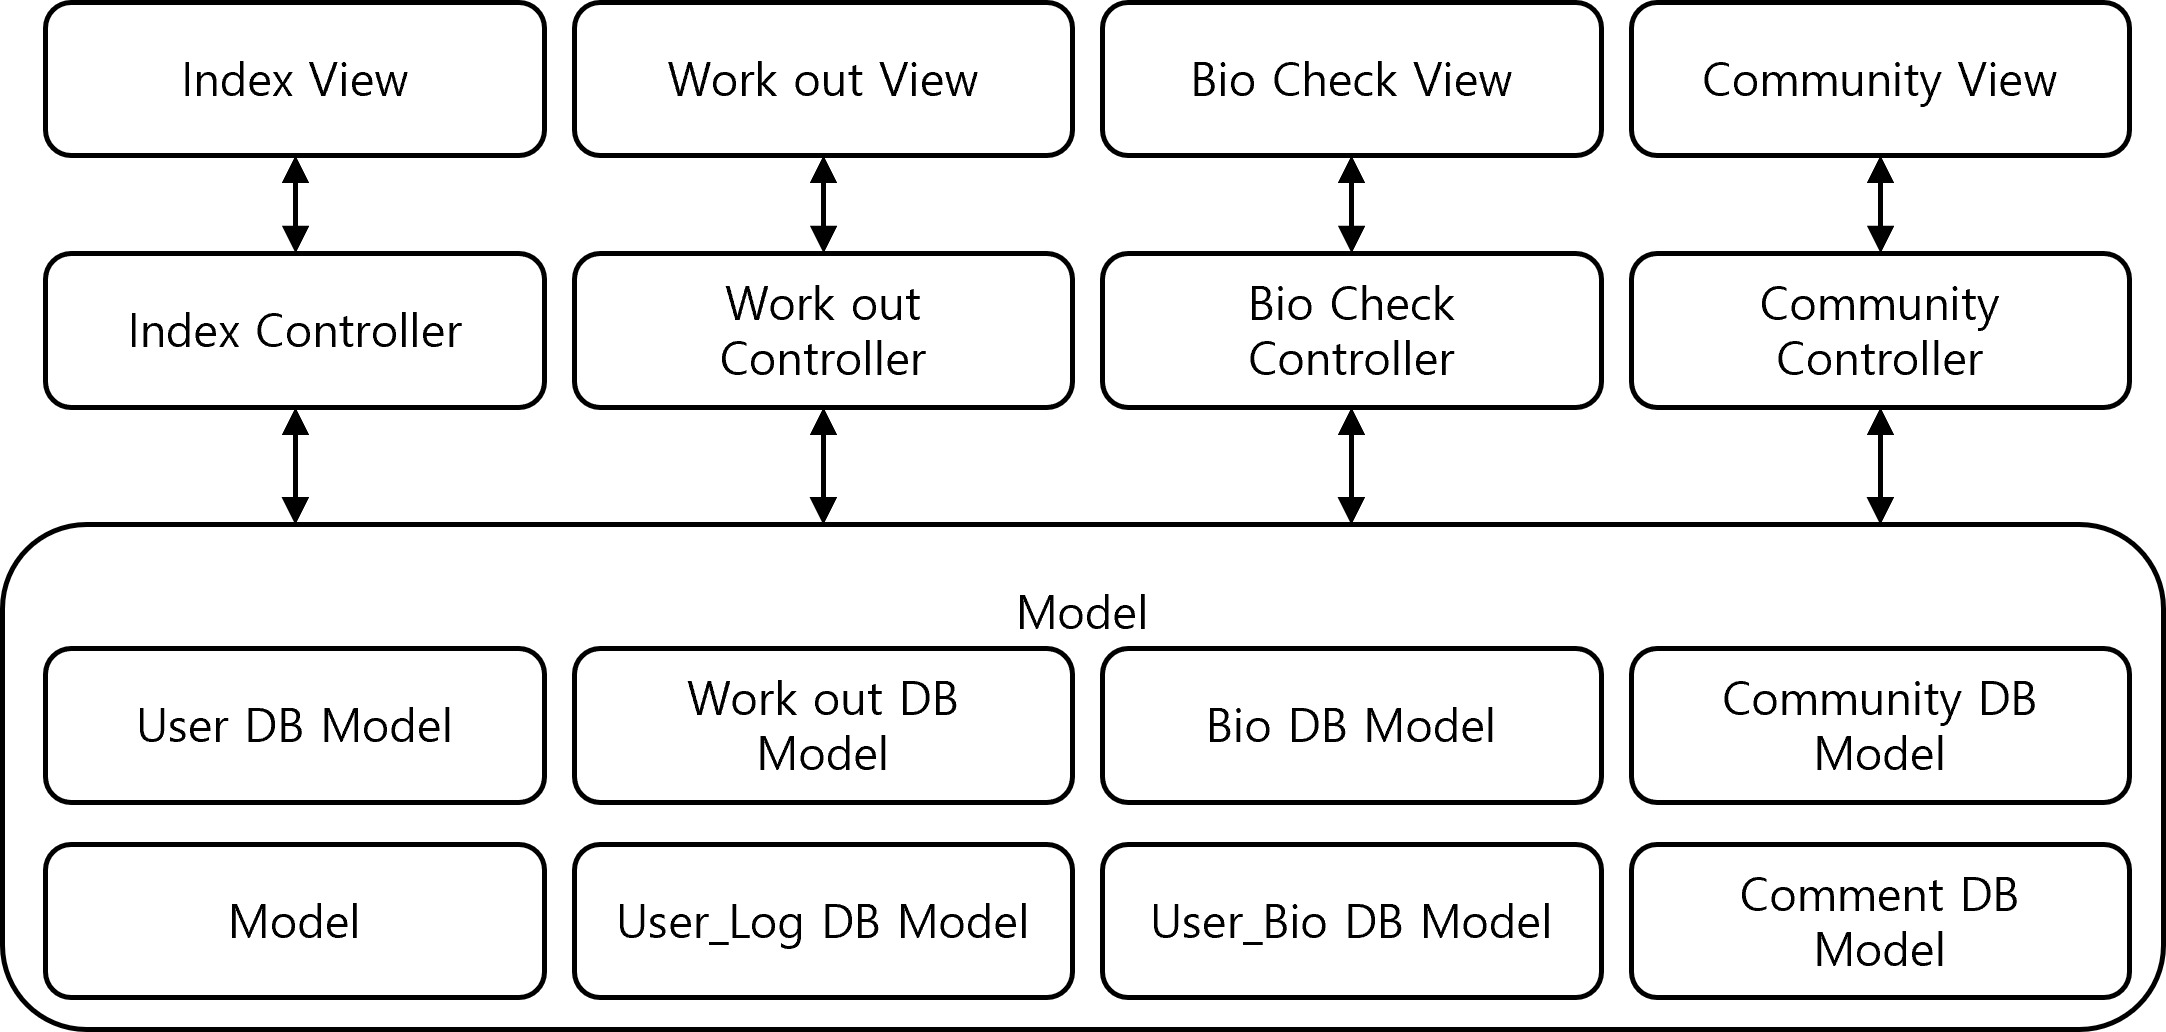 Index View
Work out View
Bio Check View
Community View
Index Controller
Work out
Controller
Bio Check
Controller
Community
Controller
Model
User DB Model
Work out DB
Model
Bio DB Model
Community DB
Model
Model
User_Log DB Model
User_Bio DB Model
Comment DB
Model